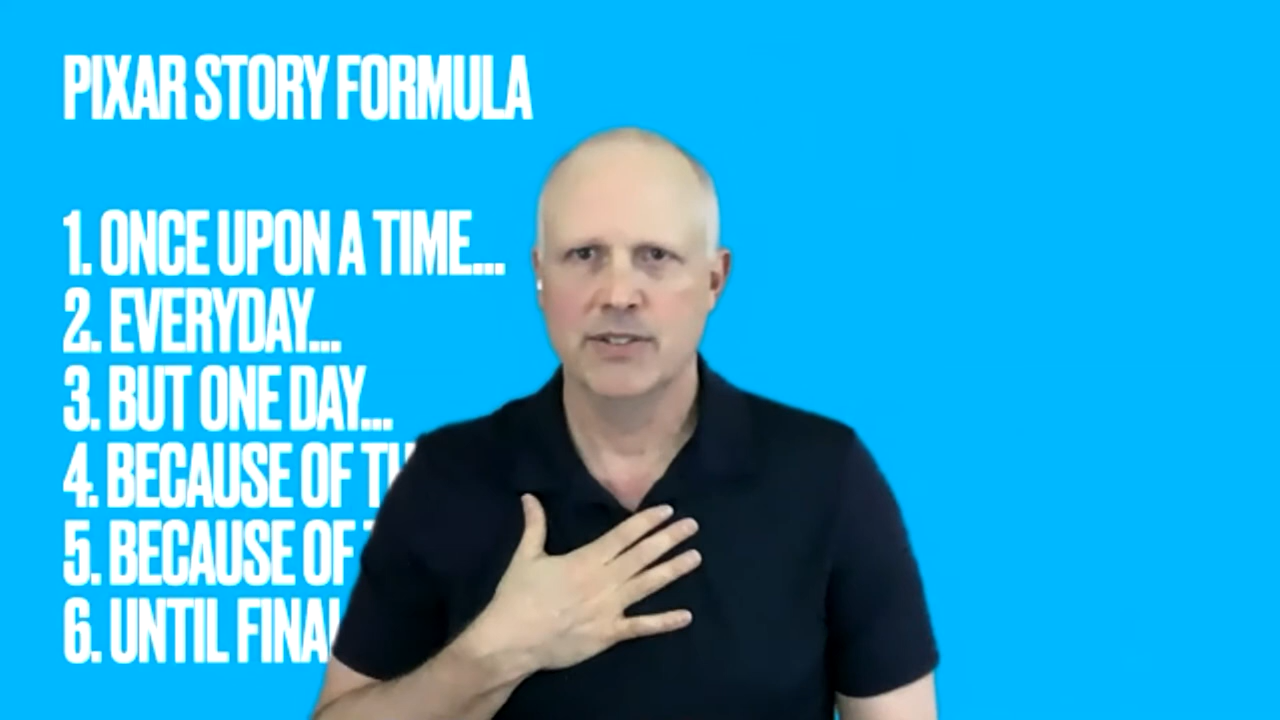 PIXAR STORY FORMULA
1. ONCE UPON A TIME...
2. EVERYDAY...
3. BUT ONE DAY...
4. BECAUSE OF
5. BECAUSE OF
6. UNTIL